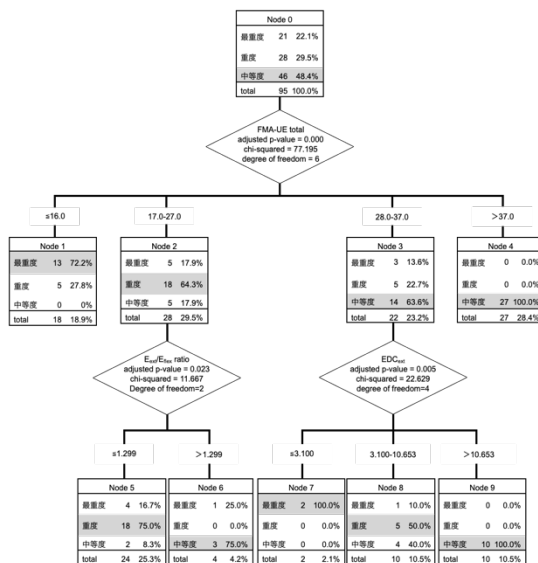 Node 0
最重度 21 22.1%
重度 28 29.5%
中等度 46 48.4%
total 95 100.0%
FMA-UE total
adjusted p-value = 0.000
chi-squared = 77.195
degree of freedom = 6
≤16.0
17.0-27.0
28.0-37.0
＞37.0
Node 1
最重度 13 72.2%
重度 5 27.8%
中等度 0 0%
total 18 18.9%
Node 2
最重度 5 17.9%
重度 18 64.3%
中等度 5 17.9%
total 28 29.5%
Node 3
最重度 3 13.6%
重度 5 22.7%
中等度 14 63.6%
total 22 23.2%
Node 4
最重度 0 0.0%
重度 0 0.0%
中等度 27 100.0%
total 27 28.4%
Eext/Eflex ratio
adjusted p-value = 0.023
chi-squared = 11.667
Degree of freedom=2
EDCext
adjusted p-value = 0.005
chi-squared = 22.629
degree of freedom=4
≤1.299
＞1.299
≤3.100
3.100-10.653
＞10.653
Node 5
最重度 4 16.7%
重度 18 75.0%
中等度 2 8.3%
total 24 25.3%
Node 6
最重度 1 25.0%
重度 0 0.0%
中等度 3 75.0%
total 4 4.2%
Node 7
最重度 2 100.0%
重度 0 0.0%
中等度 0 0.0%
total 2 2.1%
Node 8
最重度 1 10.0%
重度 5 50.0%
中等度 4 40.0%
total 10 10.5%
Node 9
最重度 0 0.0%
重度 0 0.0%
中等度 10 100.0%
total 10 10.5%